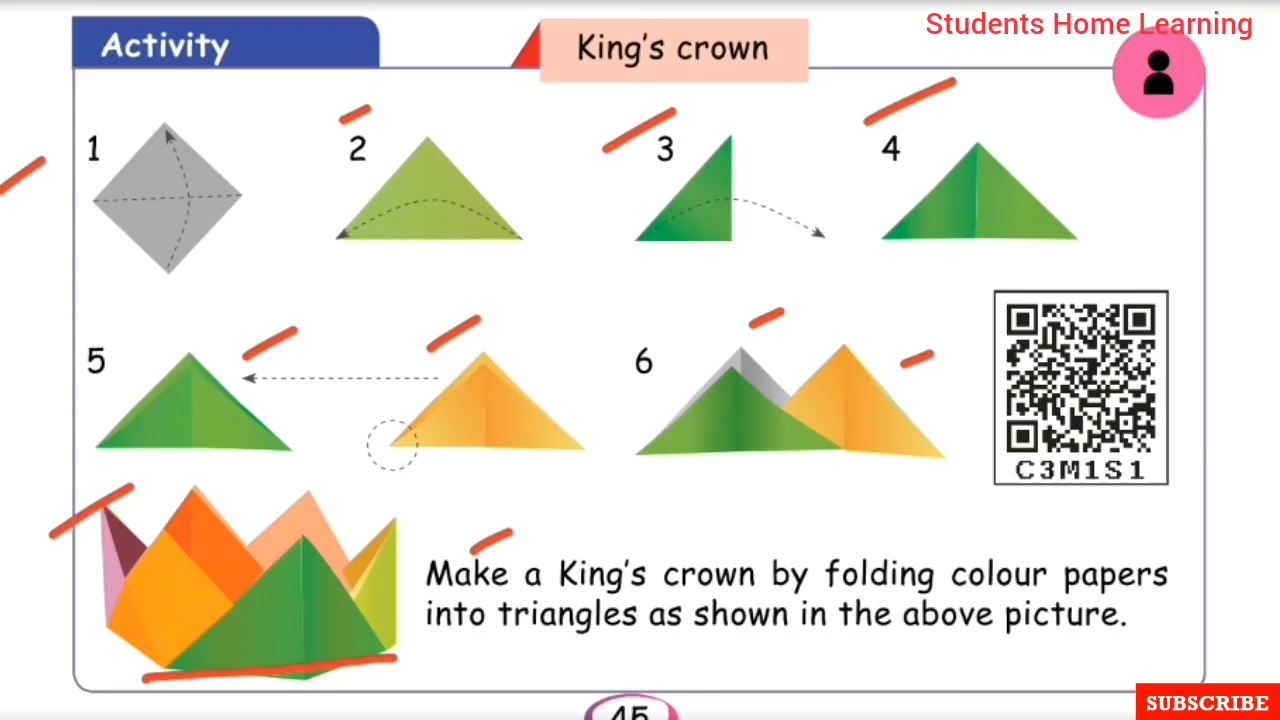 Students Home Learning
Activity
King's crown
1
2
3
4
5
6
C3M1S1
Make a King's crown by folding colour papers
into triangles as shown in the above picture.
45
SUBSCRIBE